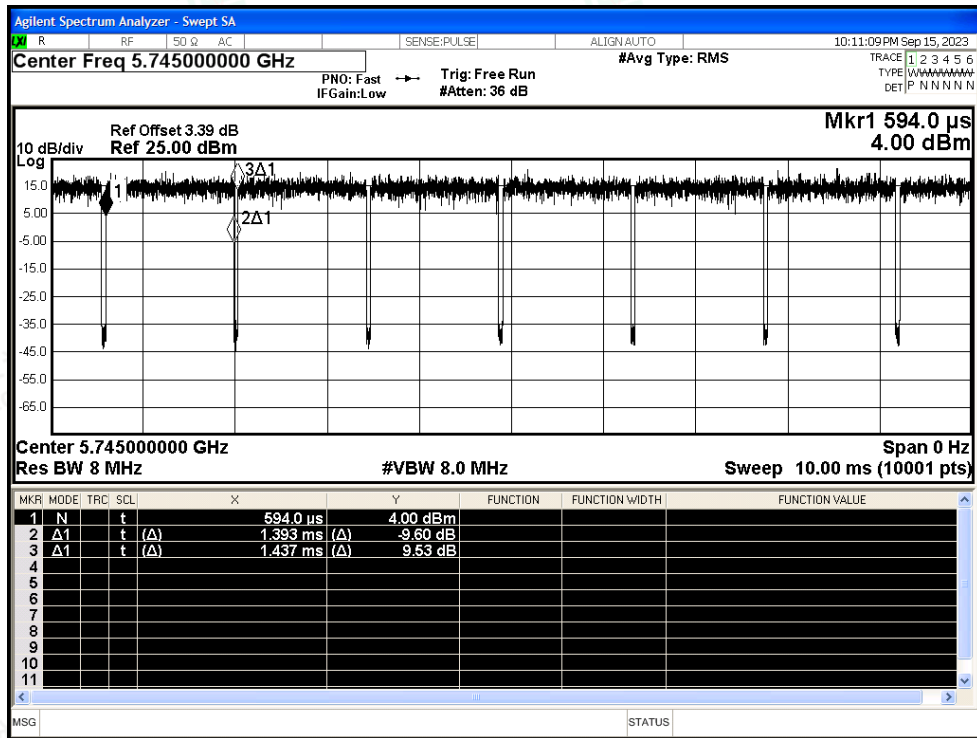 Agilent Spectrum Analyzer - Swept SA
LXI R RF 50 Ω AC SENSE:PULSE ALIGN AUTO 10:11:09 PM Sep 15, 2023
Center Freq 5.745000000 GHz #Avg Type: RMS TRACE 1 2 3 4 5 6
PNO: Fast Trig: Free Run TYPE
IFGain:Low #Atten: 36 dB DET P N N N N N
Mkr1 594.0 µs
Ref Offset 3.39 dB
10 dB/div Ref 25.00 dBm 4.00 dBm
Log
3Δ1
15.0
1
5.00
2Δ1
-5.00
-15.0
-25.0
-35.0
-45.0
-55.0
-65.0
Center 5.745000000 GHz Span 0 Hz
Res BW 8 MHz #VBW 8.0 MHz Sweep 10.00 ms (10001 pts)
MKR MODE TRC SCL X Y FUNCTION FUNCTION WIDTH FUNCTION VALUE
1 N t 594.0 µs 4.00 dBm
2 Δ1 t (Δ) 1.393 ms (Δ) -9.60 dB
3 Δ1 t (Δ) 1.437 ms (Δ) 9.53 dB
4
5
6
7
8
9
10
11
MSG STATUS